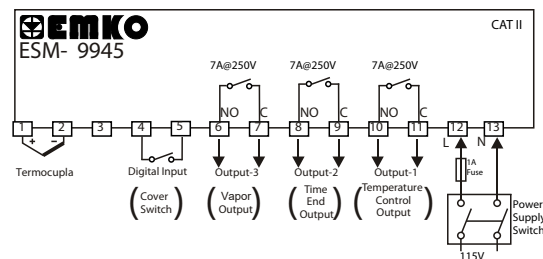 EMKO
CAT II
ESM- 9945
7A@250V 7A@250V 7A@250V
NO C NO C NO C
1 2 3 4 5 6 7 8 9 10 11 12 13
+ - L N
Termocupla Digital Input Output-3 Output-2 Output-1 1A Fuse
(Cover Switch) (Vapor Output) (Time End Output) (Temperature Control Output)
Power Supply Switch
115V